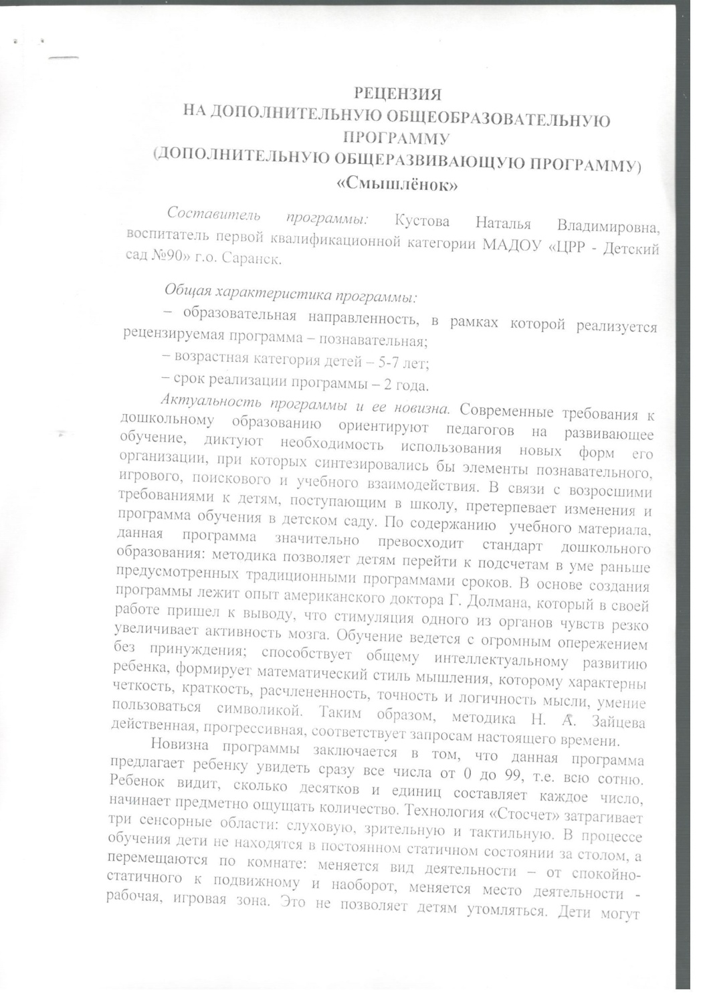 РЕЦЕНЗИЯ
НА ДОПОЛНИТЕЛЬНУЮ ОБЩЕОБРАЗОВАТЕЛЬНУЮ
ПРОГРАММУ
(ДОПОЛНИТЕЛЬНУЮ ОБЩЕРАЗВИВАЮЩУЮ ПРОГРАММУ)
«Смышлёнок»
Составитель программы: Кустова Наталья Владимировна,
воспитатель первой квалификационной категории МАДОУ «ЦРР - Детский
сад №90» г.о. Саранск.
Общая характеристика программы:
– образовательная направленность, в рамках которой реализуется
рецензируемая программа – познавательная;
– возрастная категория детей – 5-7 лет;
– срок реализации программы – 2 года.
Актуальность программы и ее новизна. Современные требования к
дошкольному образованию ориентируют педагогов на развивающее
обучение, диктуют необходимость использования новых форм его
организации, при которых синтезировались бы элементы познавательного,
игрового, поискового и учебного взаимодействия. В связи с возросшими
требованиями к детям, поступающим в школу, претерпевает изменения и
программа обучения в детском саду. По содержанию учебного материала,
данная программа значительно превосходит стандарт дошкольного
образования: методика позволяет детям перейти к подсчетам в уме раньше
предусмотренных традиционными программами сроков. В основе создания
программы лежит опыт американского доктора Г. Долмана, который в своей
работе пришел к выводу, что стимуляция одного из органов чувств резко
увеличивает активность мозга. Обучение ведется с огромным опережением
без принуждения; способствует общему интеллектуальному развитию
ребенка, формирует математический стиль мышления, которому характерны
четкость, краткость, расчлененность, точность и логичность мысли, умение
пользоваться символикой. Таким образом, методика Н. А. Зайцева
действенная, прогрессивная, соответствует запросам настоящего времени.
Новизна программы заключается в том, что данная программа
предлагает ребенку увидеть сразу все числа от 0 до 99, т.е. всю сотню.
Ребенок видит, сколько десятков и единиц составляет каждое число,
начинает предметно ощущать количество. Технология «Стосчет» затрагивает
три сенсорные области: слуховую, зрительную и тактильную. В процессе
обучения дети не находятся в постоянном статичном состоянии за столом, а
перемещаются по комнате: меняется вид деятельности – от спокойно-
статичного к подвижному и наоборот, меняется место деятельности -
рабочая, игровая зона. Это не позволяет детям утомляться. Дети могут